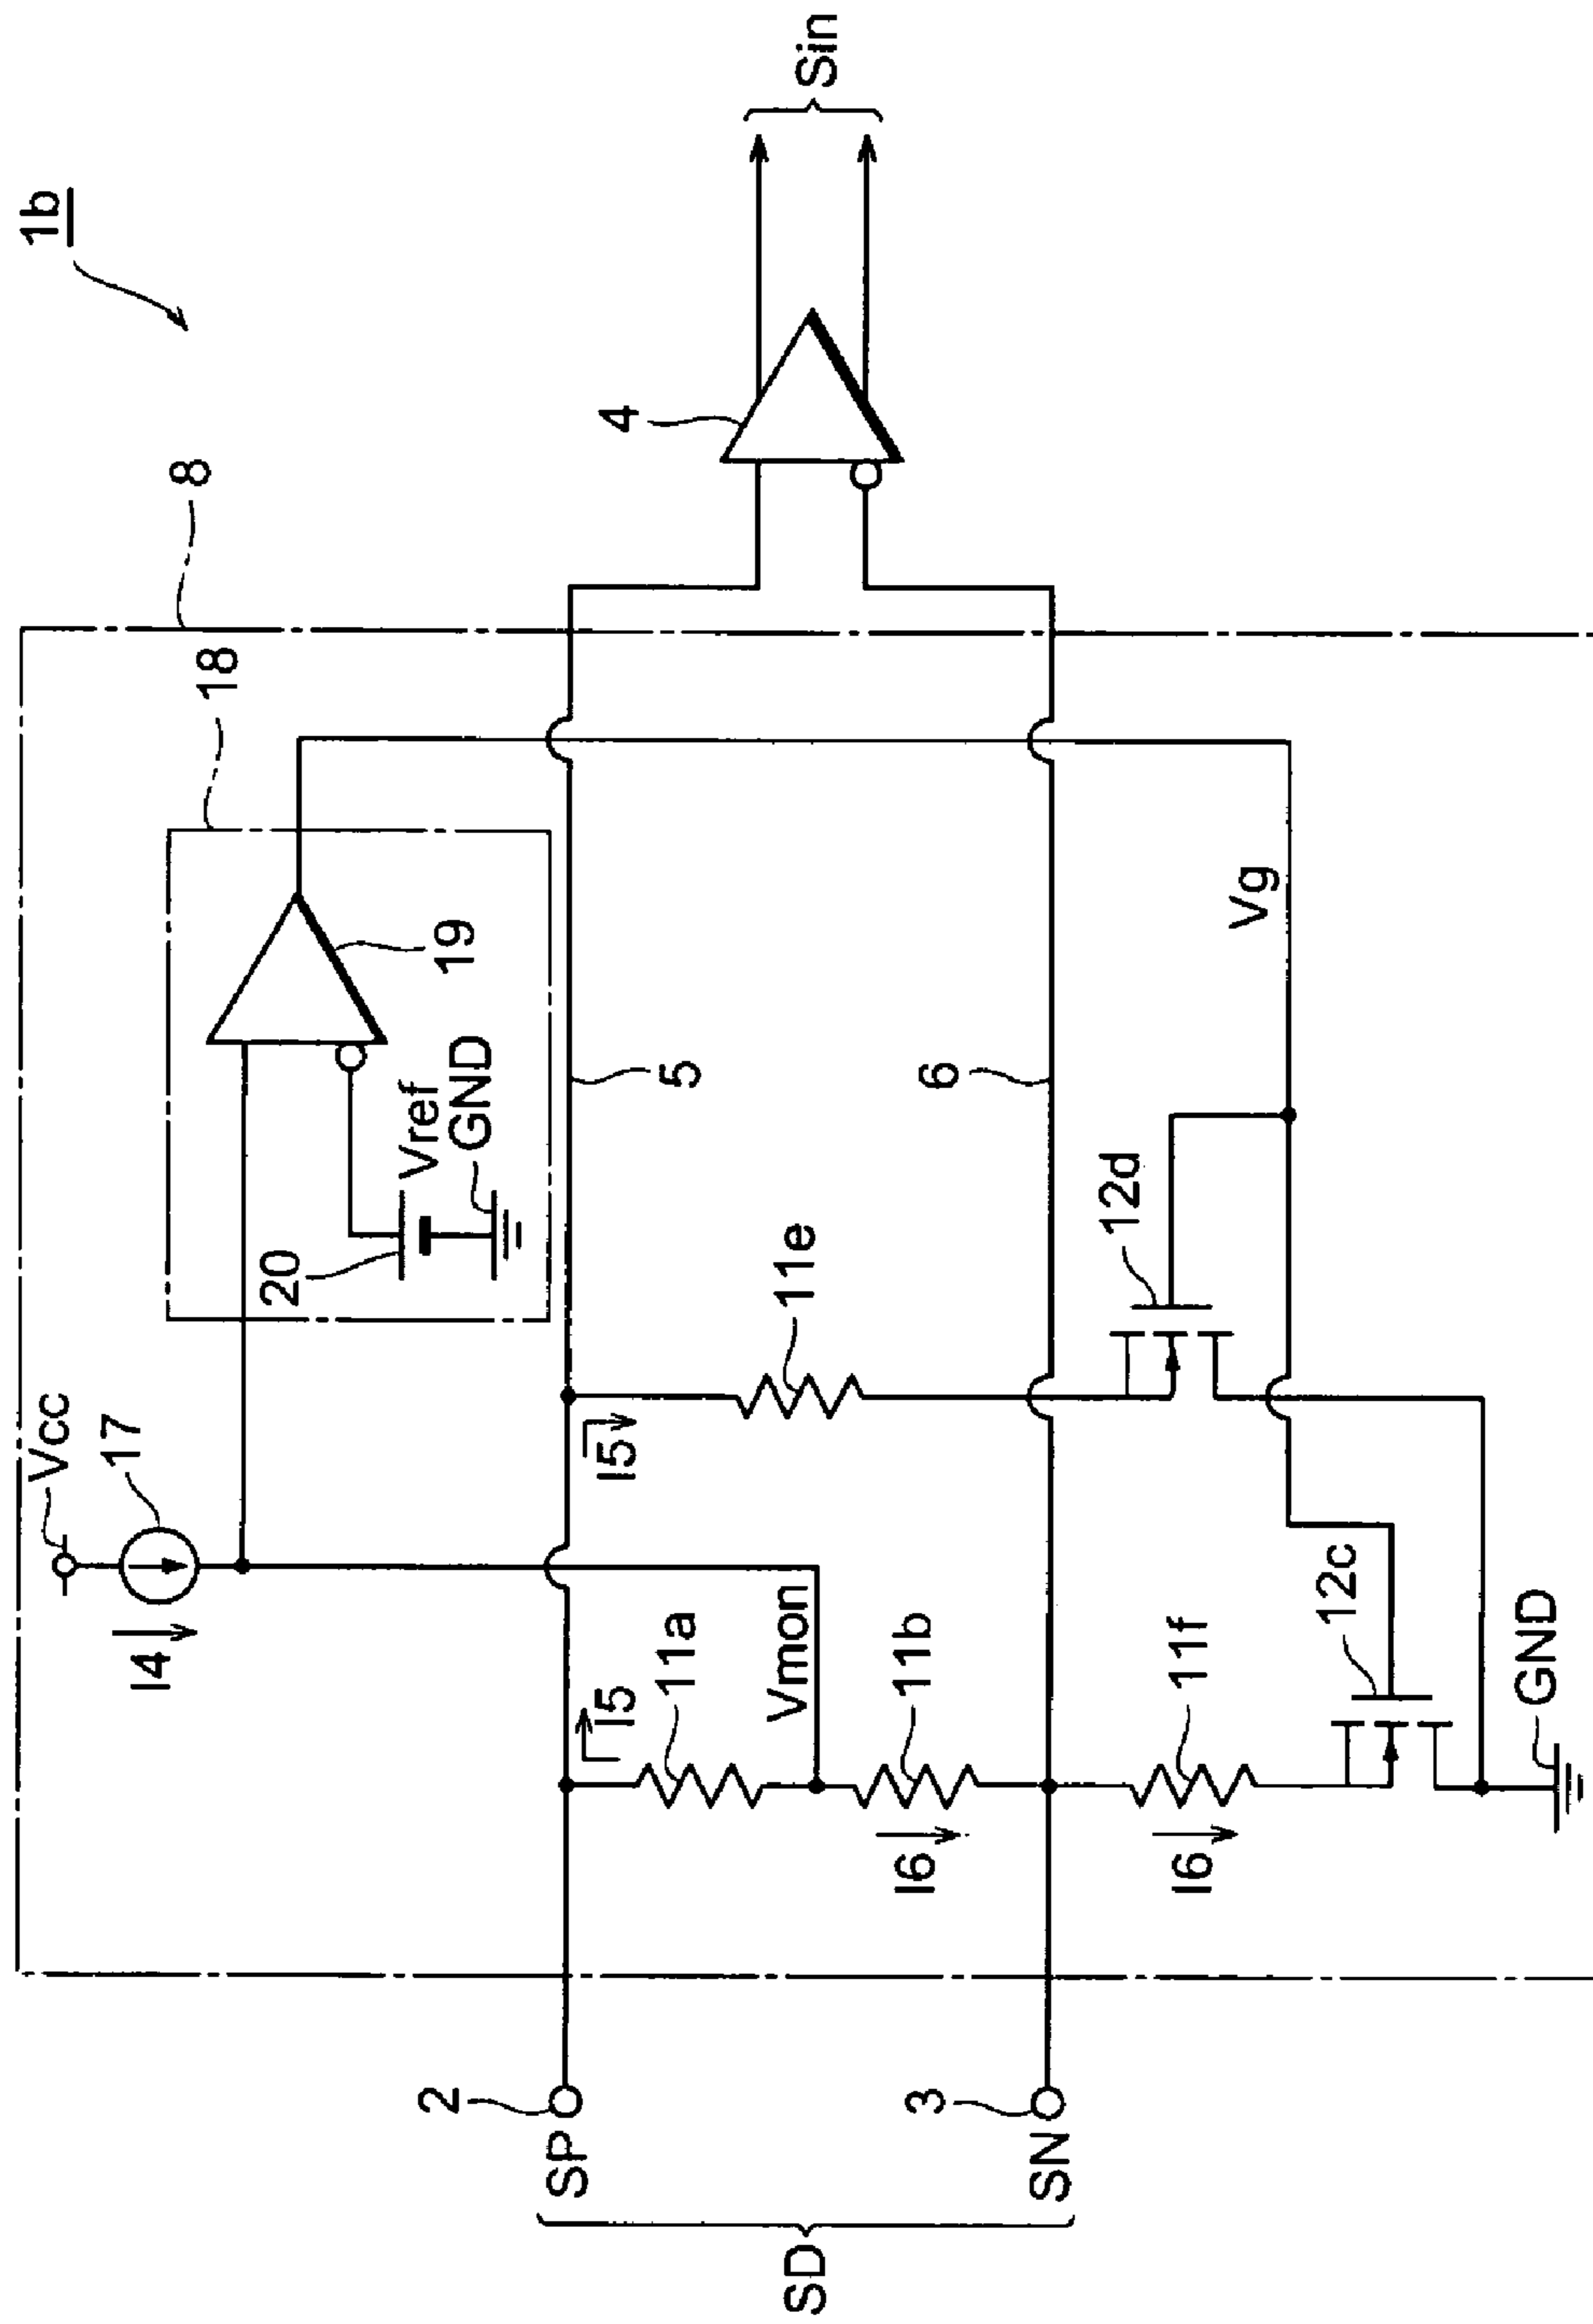 1b
8
Vcc
17
I4
18
19
20
Vref
GND
4
Sin
2
SP
I5
I5
5
11a
11e
Vmon
SD
I6
11b
6
3
SN
12d
I6
11f
Vg
12c
GND